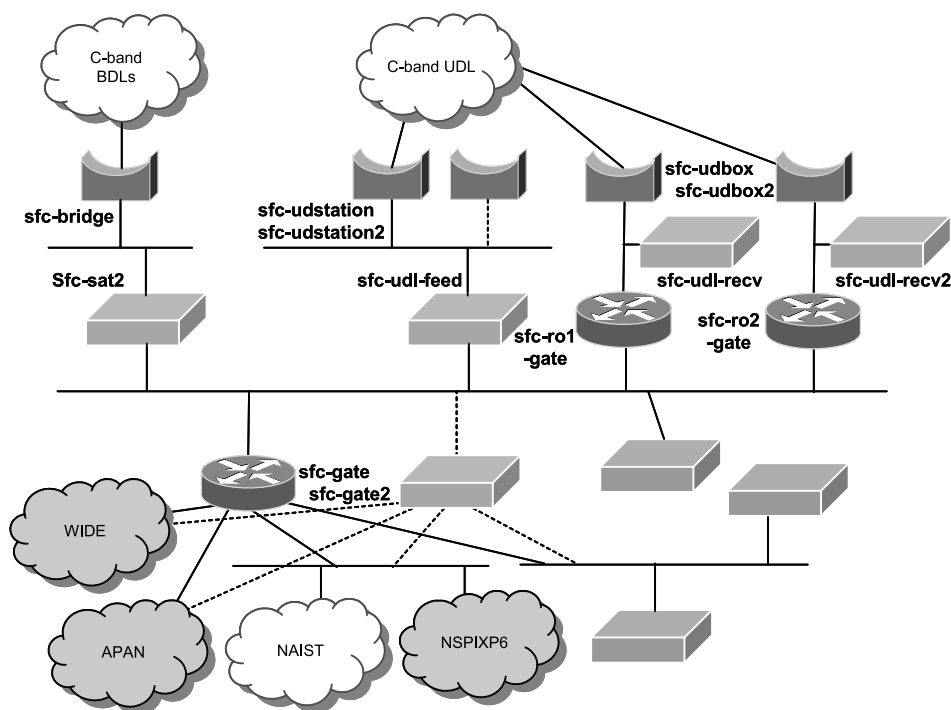 C-band
BDLs
C-band UDL
sfc-bridge
sfc-udstation
sfc-udstation2
sfc-udbox
sfc-udbox2
Sfc-sat2
sfc-udl-feed
sfc-udl-recv
sfc-udl-recv2
sfc-ro1
-gate
sfc-ro2
-gate
sfc-gate
sfc-gate2
WIDE
APAN
NAIST
NSPIXP6